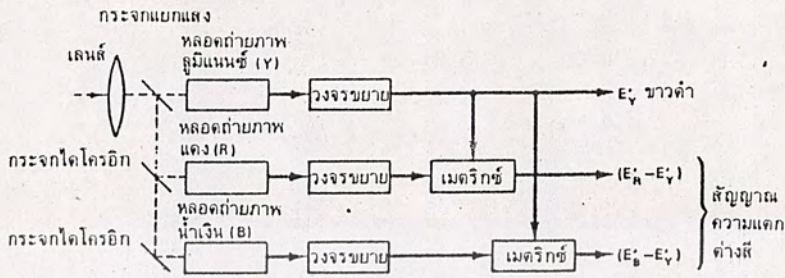 กระจกแยกแสง
เลนส์
หลอดถ่ายภาพ
ลูมิแนนซ์ (Y)
วงจรขยาย
E'Y ขาวดำ
กระจกไดโครอิก
หลอดถ่ายภาพ
แดง (R)
วงจรขยาย
เมตริกซ์
(E'R – E'Y)
กระจกไดโครอิก
หลอดถ่ายภาพ
น้ำเงิน (B)
วงจรขยาย
เมตริกซ์
(E'B – E'Y)
สัญญาณ
ความแตก
ต่างสี